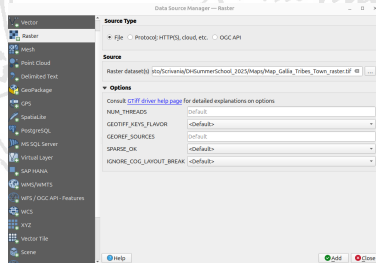 Data Source Manager — Raster
Vector
Raster
Mesh
Point Cloud
Delimited Text
GeoPackage
GPS
SpatiaLite
PostgreSQL
MS SQL Server
Virtual Layer
SAP HANA
WMS/WMTS
WFS / OGC API - Features
WCS
XYZ
Vector Tile
Scene
Source Type
File
Protocol: HTTP(S), cloud, etc.
OGC API
Source
Raster dataset(s) sto/Scrivania/DHSummerSchool_2025/Maps/Map_Gallia_Tribes_Town_raster.tif ...
Options
Consult GTiff driver help page for detailed explanations on options
NUM_THREADS Default
GEOTIFF_KEYS_FLAVOR <Default>
GEOREF_SOURCES Default
SPARSE_OK <Default>
IGNORE_COG_LAYOUT_BREAK <Default>
Help
Add
Close